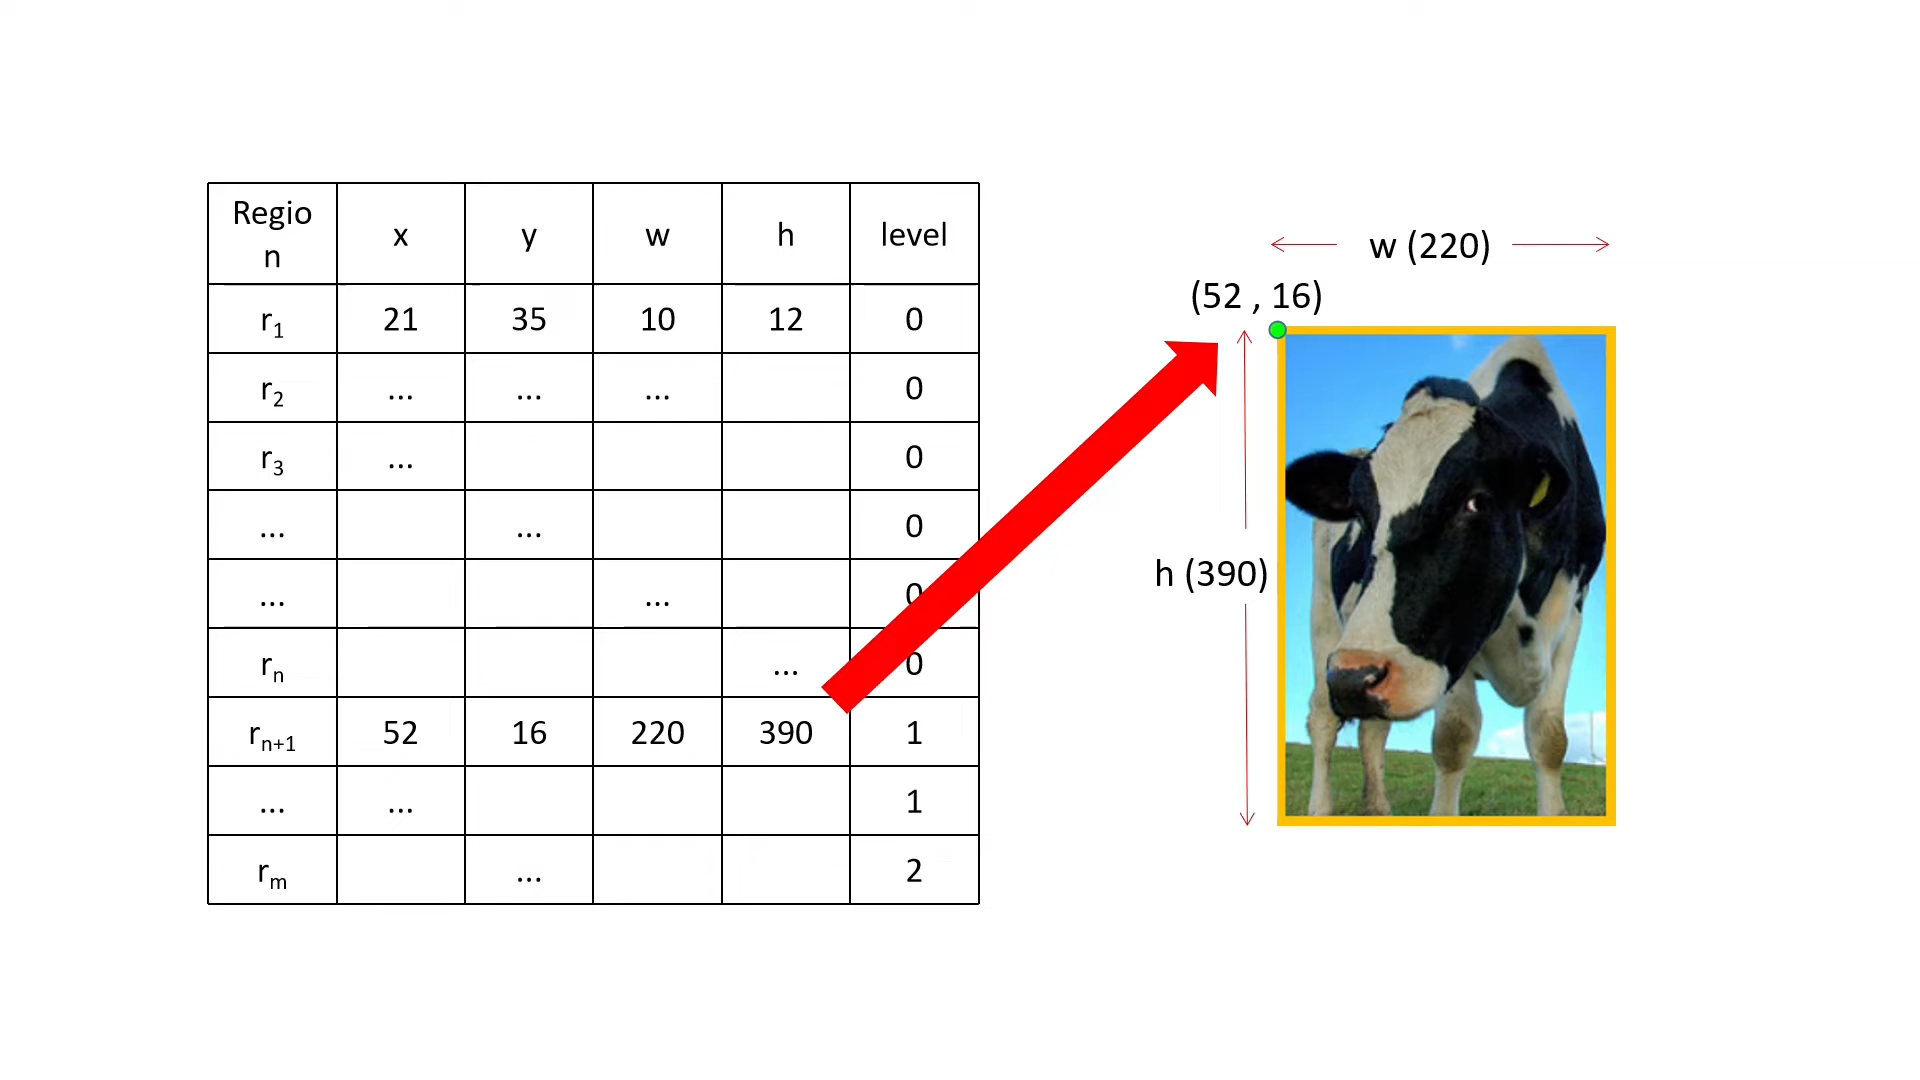 Regio
n x y w h level
r1 21 35 10 12 0
r2 ... ... ... 0
r3 ... 0
... ... 0
... ... 0
rn ... 0
rn+1 52 16 220 390 1
... ... 1
rm ... 2
w (220)
(52 , 16)
h (390)